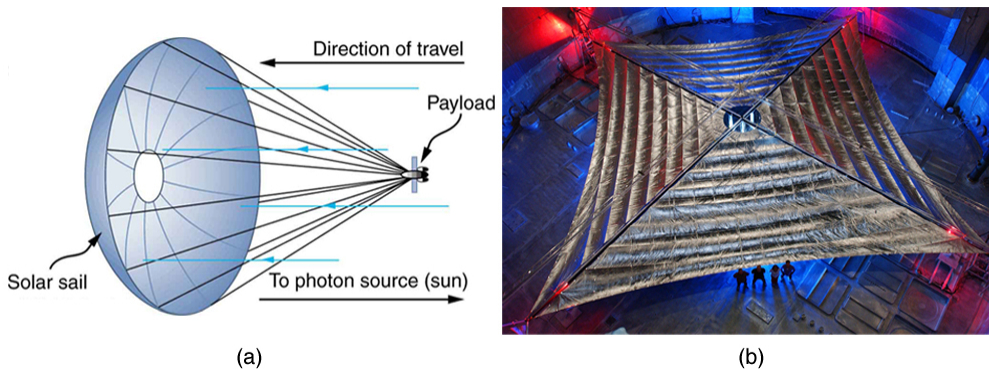 Direction of travel
Payload
Solar sail
To photon source (sun)
(a)
(b)